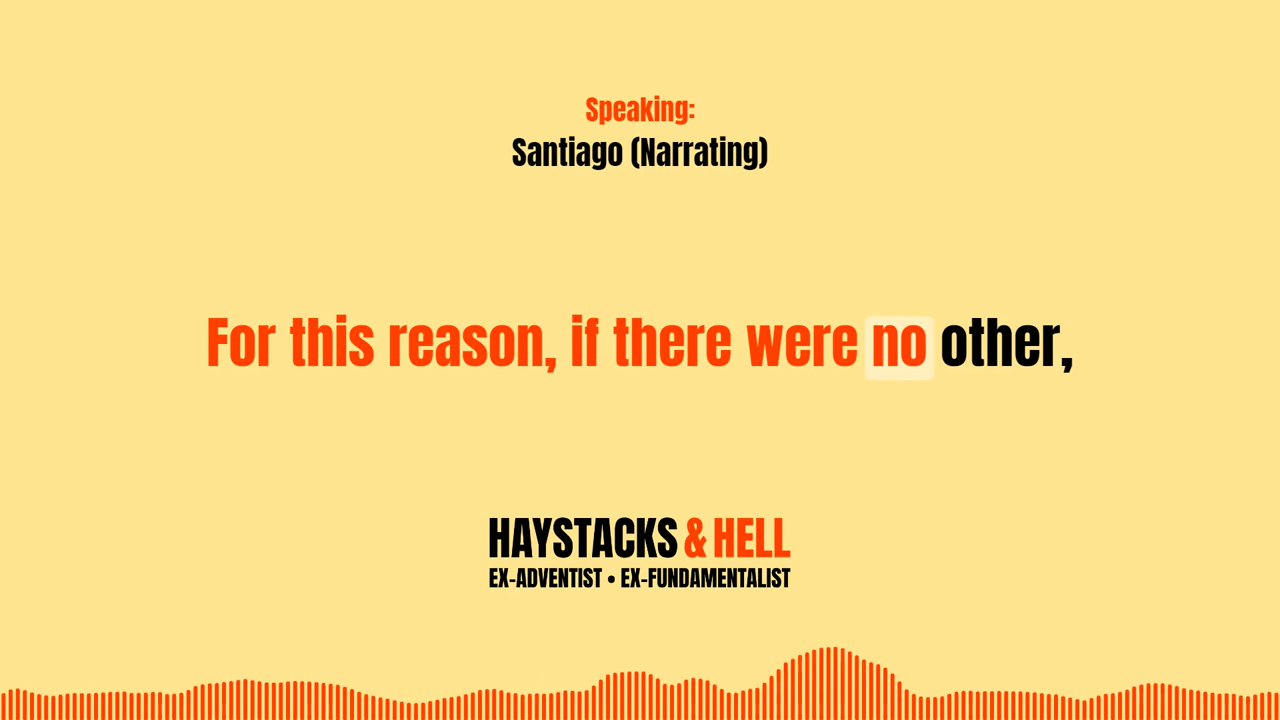 Speaking:
Santiago (Narrating)
For this reason, if there were no other,
HAYSTACKS & HELL
EX-ADVENTIST • EX-FUNDAMENTALIST